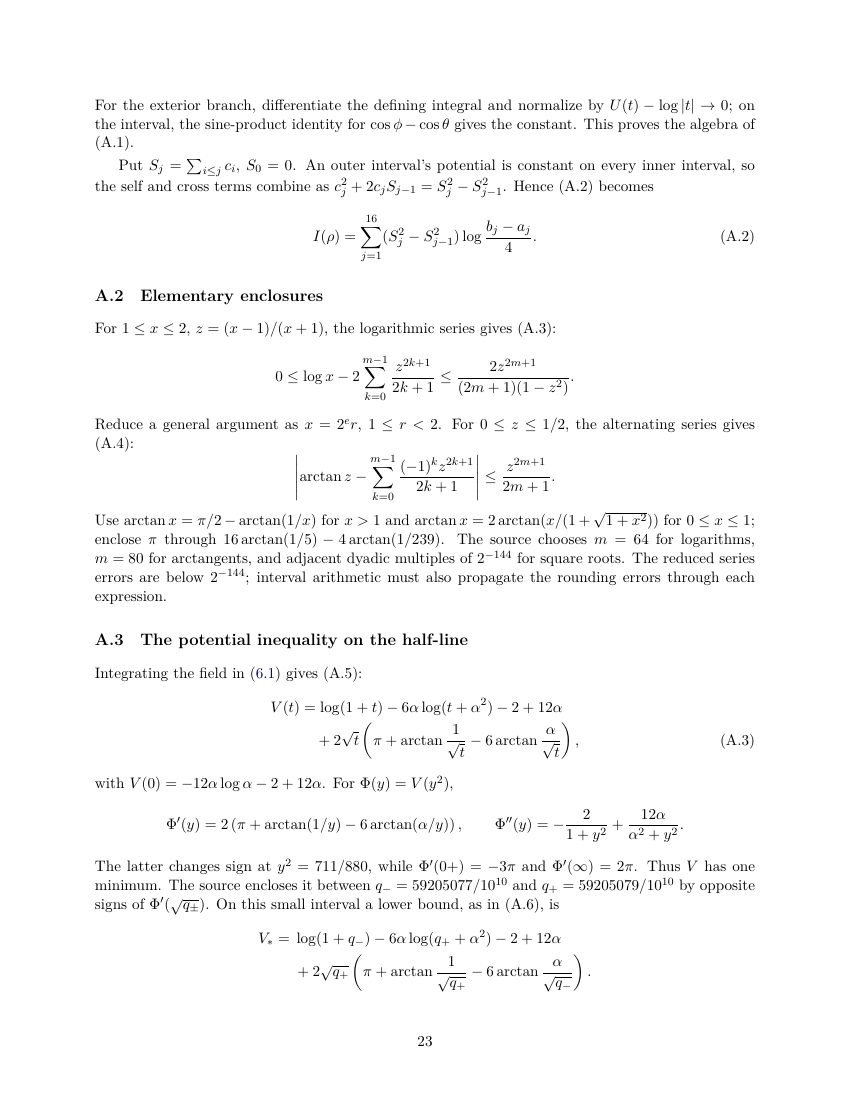 For the exterior branch, differentiate the defining integral and normalize by U(t) − log |t| → 0; on
the interval, the sine-product identity for cos ϕ − cos θ gives the constant. This proves the algebra of
(A.1).
Put S_j = ∑_{i≤j} c_i, S_0 = 0. An outer interval's potential is constant on every inner interval, so
the self and cross terms combine as c_j^2 + 2c_jS_{j−1} = S_j^2 − S_{j−1}^2. Hence (A.2) becomes
I(ρ) = ∑_{j=1}^{16} (S_j^2 − S_{j−1}^2) log \frac{b_j − a_j}{4}. (A.2)
A.2 Elementary enclosures
For 1 ≤ x ≤ 2, z = (x − 1)/(x + 1), the logarithmic series gives (A.3):
0 ≤ log x − 2 ∑_{k=0}^{m−1} \frac{z^{2k+1}}{2k + 1} ≤ \frac{2z^{2m+1}}{(2m + 1)(1 − z^2)}.
Reduce a general argument as x = 2^e r, 1 ≤ r < 2. For 0 ≤ z ≤ 1/2, the alternating series gives
(A.4):
|arctan z − ∑_{k=0}^{m−1} \frac{(−1)^k z^{2k+1}}{2k + 1}| ≤ \frac{z^{2m+1}}{2m + 1}.
Use arctan x = π/2 − arctan(1/x) for x > 1 and arctan x = 2 arctan(x/(1 + √(1 + x^2))) for 0 ≤ x ≤ 1;
enclose π through 16 arctan(1/5) − 4 arctan(1/239). The source chooses m = 64 for logarithms,
m = 80 for arctangents, and adjacent dyadic multiples of 2^{−144} for square roots. The reduced series
errors are below 2^{−144}; interval arithmetic must also propagate the rounding errors through each
expression.
A.3 The potential inequality on the half-line
Integrating the field in (6.1) gives (A.5):
V(t) = log(1 + t) − 6α log(t + α^2) − 2 + 12α
+ 2√t (π + arctan \frac{1}{√t} − 6 arctan \frac{α}{√t}), (A.3)
with V(0) = −12α log α − 2 + 12α. For Φ(y) = V(y^2),
Φ′(y) = 2 (π + arctan(1/y) − 6 arctan(α/y)), Φ″(y) = −\frac{2}{1 + y^2} + \frac{12α}{α^2 + y^2}.
The latter changes sign at y^2 = 711/880, while Φ′(0+) = −3π and Φ′(∞) = 2π. Thus V has one
minimum. The source encloses it between q_− = 59205077/10^{10} and q_+ = 59205079/10^{10} by opposite
signs of Φ′(√q_±). On this small interval a lower bound, as in (A.6), is
V_* = log(1 + q_−) − 6α log(q_+ + α^2) − 2 + 12α
+ 2√q_+ (π + arctan \frac{1}{√q_+} − 6 arctan \frac{α}{√q_−}).
23